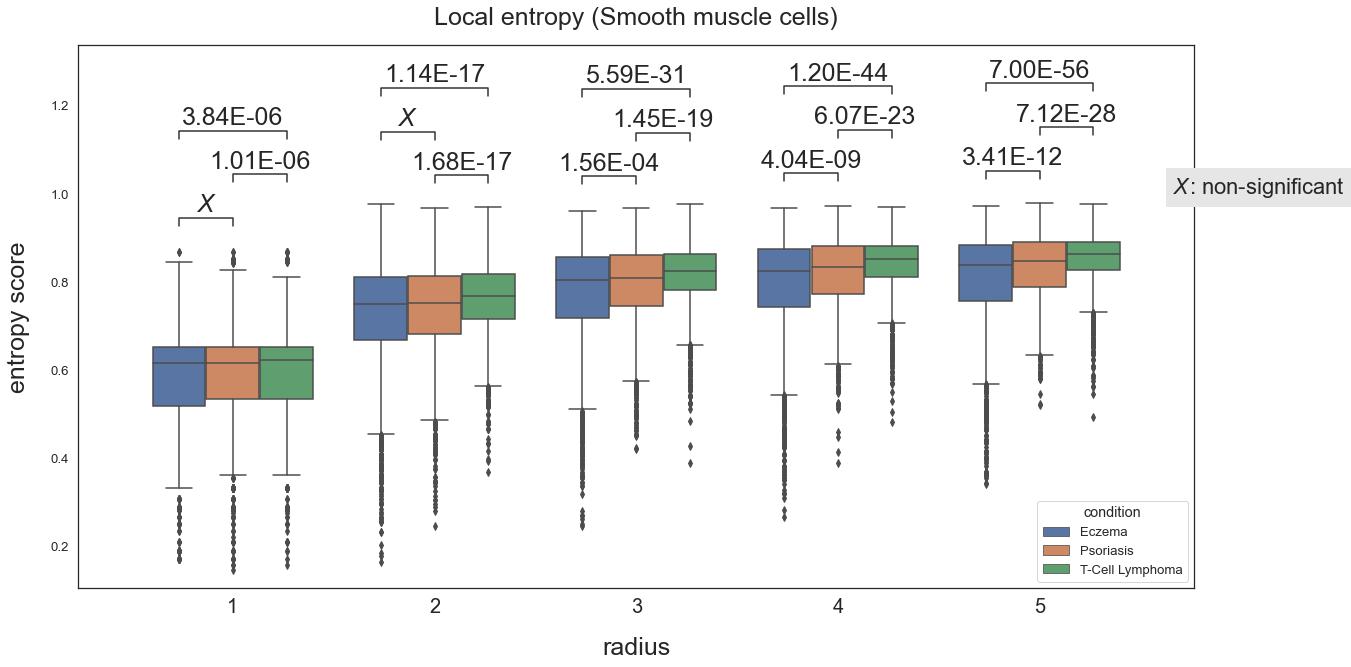 Local entropy (Smooth muscle cells)
1.14E-17
5.59E-31
1.20E-44
7.00E-56
1.2
3.84E-06
X
1.45E-19
6.07E-23
7.12E-28
1.01E-06
1.68E-17
1.56E-04
4.04E-09
3.41E-12
1.0
X
X: non-significant
0.8
entropy score
0.6
0.4
0.2
condition
Eczema
Psoriasis
T-Cell Lymphoma
1 2 3 4 5
radius